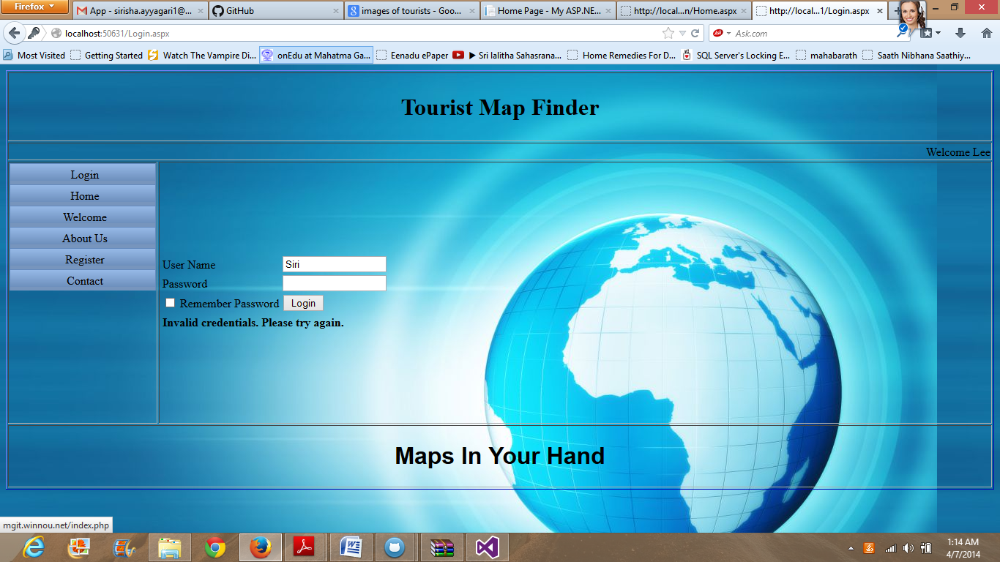 Firefox
App - sirisha.ayyagari1@...
GitHub
images of tourists - Goo...
Home Page - My ASP.NE...
http://local...n/Home.aspx
http://local...1/Login.aspx
localhost:50631/Login.aspx
Ask.com
Most Visited
Getting Started
Watch The Vampire Di...
onEdu at Mahatma Ga...
Eenadu ePaper
▶ Sri lalitha Sahasrana...
Home Remedies For D...
SQL Server's Locking E...
mahabarath
Saath Nibhana Saathiy...
Tourist Map Finder
Welcome Lee
Login
Home
Welcome
About Us
Register
Contact
User Name Siri
Password
Remember Password Login
Invalid credentials. Please try again.
Maps In Your Hand
mgit.winnou.net/index.php
1:14 AM
4/7/2014